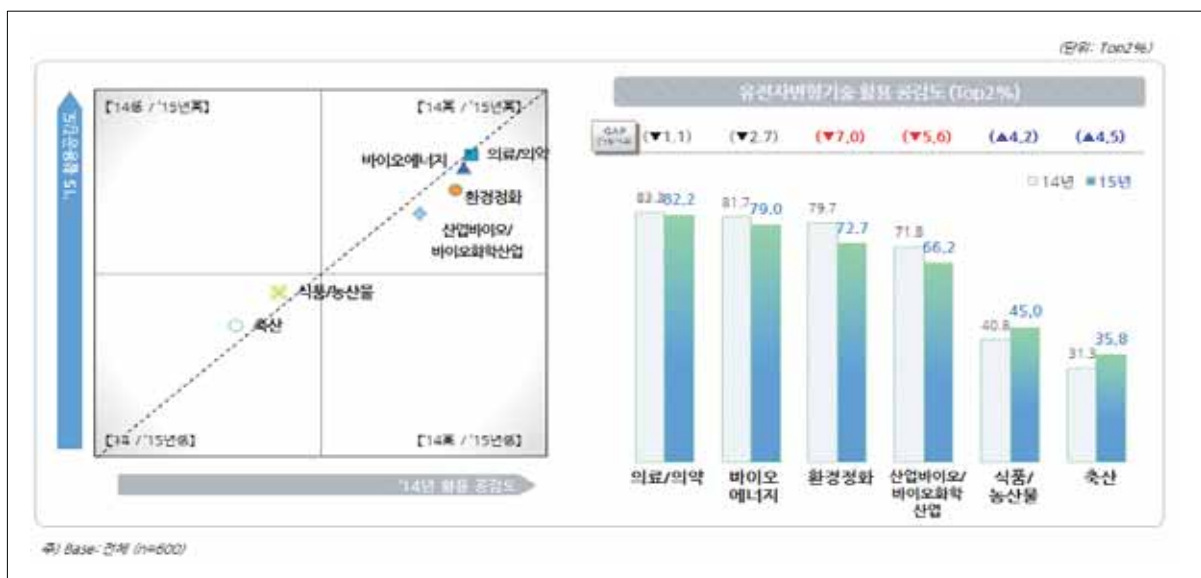 (단위: Top2%)
유전자변형기술 활용 공감도 (Top2%)
GAP
(▼1.1) (▼2.7) (▼7.0) (▼5.6) (▲4.2) (▲4.5)
14년 15년
83.3 82.2 81.7 79.0 79.7 72.7 71.8 66.2 40.8 45.0 31.3 35.8
의료/의약 바이오 환경정화 산업바이오/ 식품/ 축산
에너지 바이오화학 농산물
산업
['14低 / '15년高] ['14高 / '15년高]
바이오에너지 의료/의약
환경정화
산업바이오/
바이오화학산업
식품/농산물
축산
/ '15년低] ['14高 / '15년低]
'14년 활용 공감도
주) Base: 전체 (n=600)